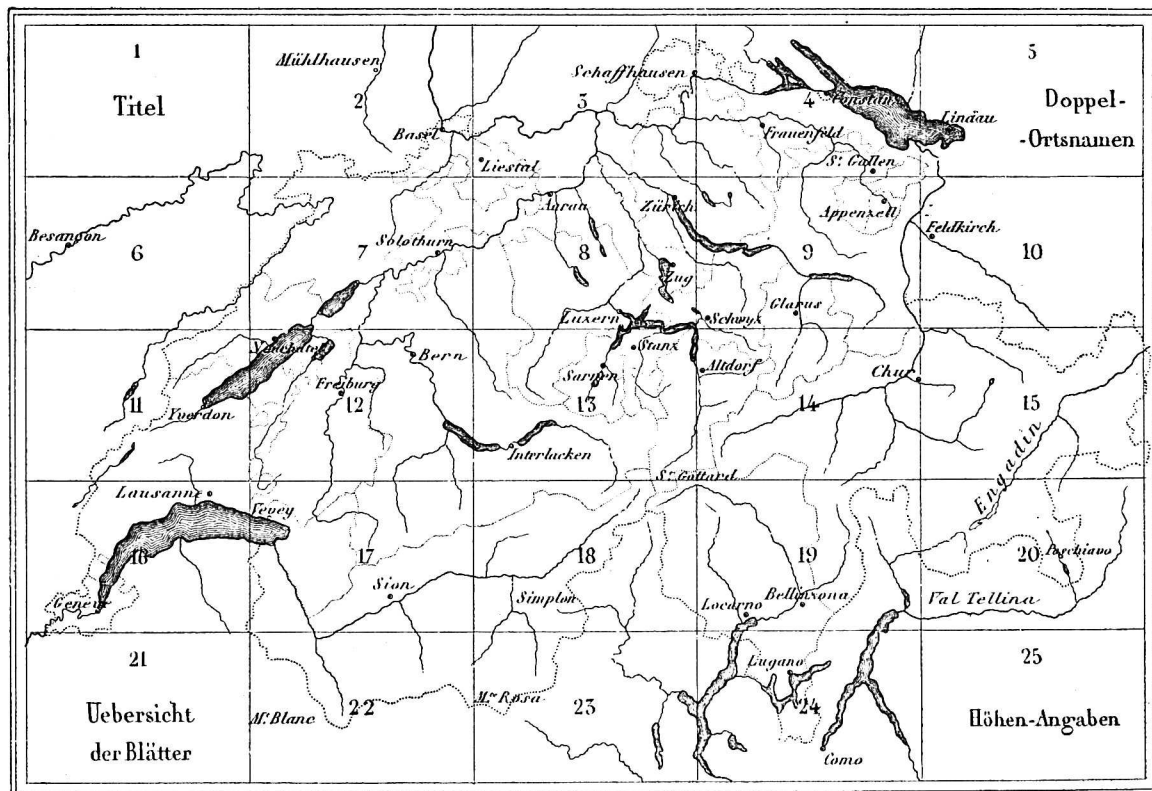 1
Titel
Mühlhausen
2
Basel
Schaffhausen
3
Liestal
4
Constanz
Lindau
Frauenfeld
St. Gallen
5
Doppel-
-Ortsnamen
Besançon
6
Solothurn
7
Aarau
8
Zürich
Zug
Luzern
Appenzell
9
Glarus
Schwyz
Feldkirch
10
11
Yverdon
Neuchâtel
Bern
Freiburg
12
Interlacken
Stanz
Sarnen
13
Altdorf
Chur
14
St. Gottard
15
Engadin
Lausanne
Vevey
16
Geneve
17
Sion
18
Simplon
19
Bellinzona
Locarno
20
Poschiavo
Val Tellina
21
Uebersicht
der Blätter
Mt. Blanc
22
Mte. Rosa
23
Lugano
24
Como
25
Höhen-Angaben